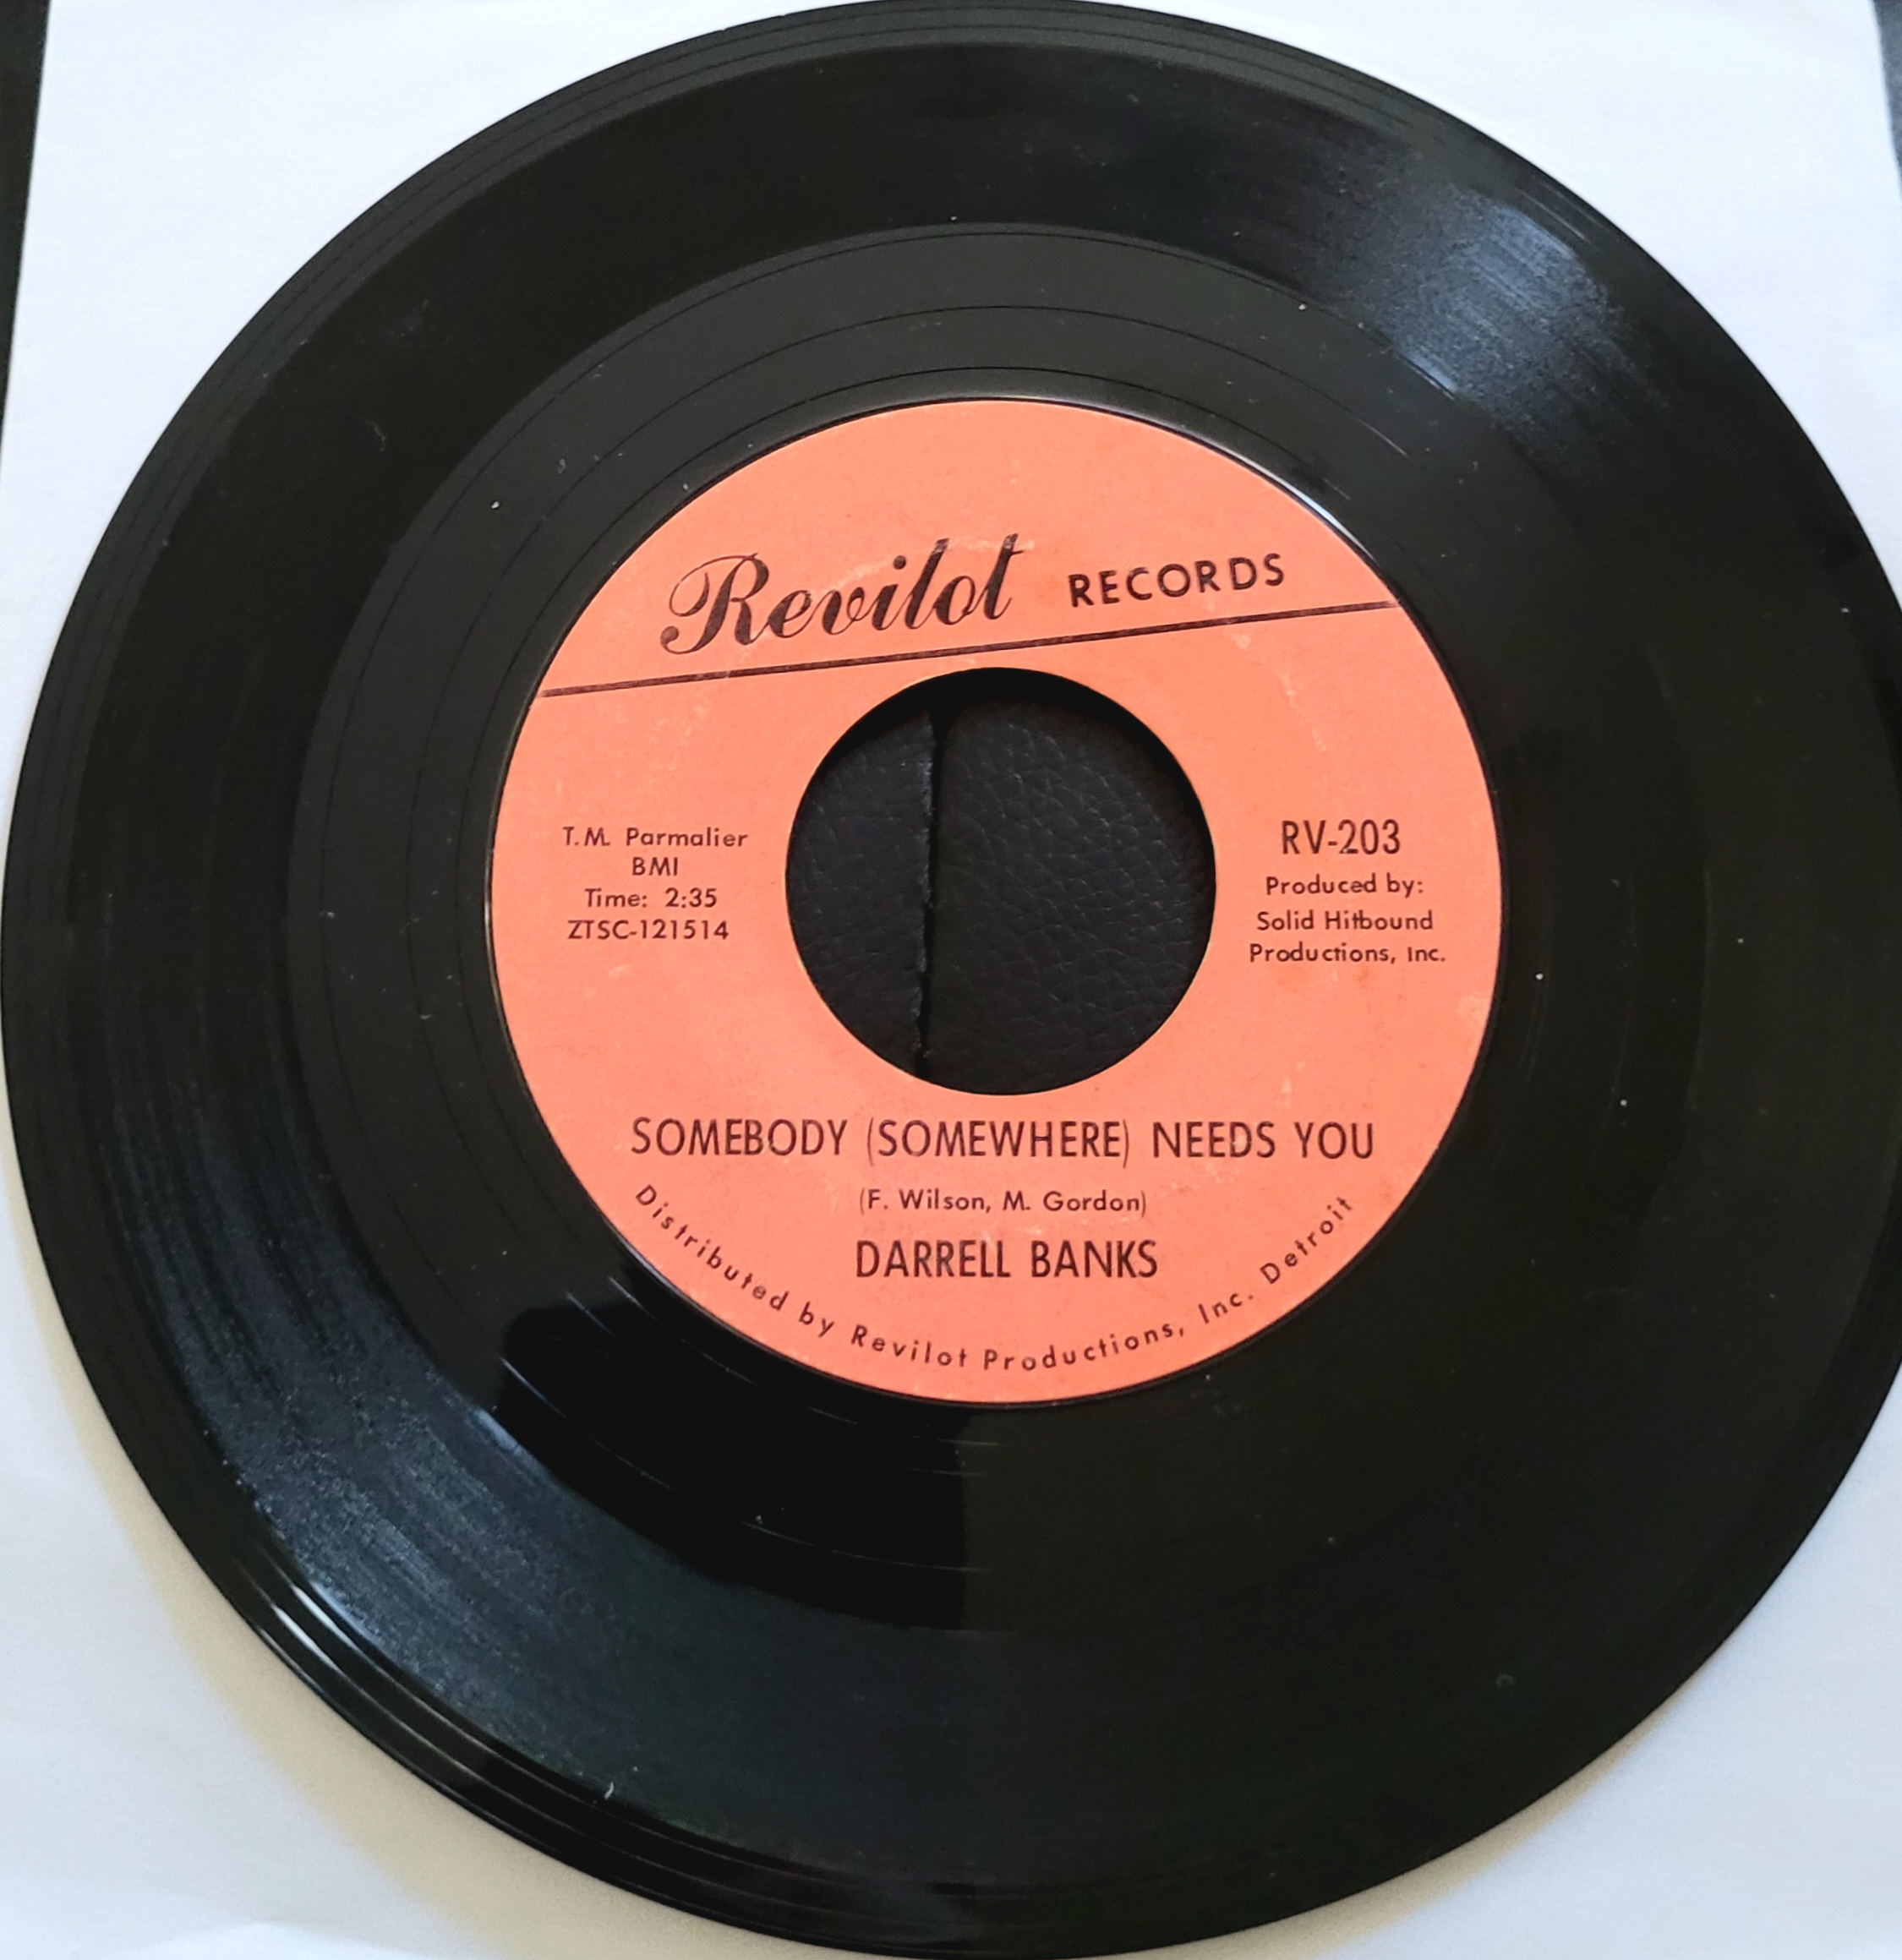 Revilot RECORDS
T.M. Parmalier
BMI
Time: 2:35
ZTSC-121514
RV-203
Produced by:
Solid Hitbound
Productions, Inc.
SOMEBODY (SOMEWHERE) NEEDS YOU
(F. Wilson, M. Gordon)
DARRELL BANKS
Distributed by Revilot Productions, Inc. Detroit